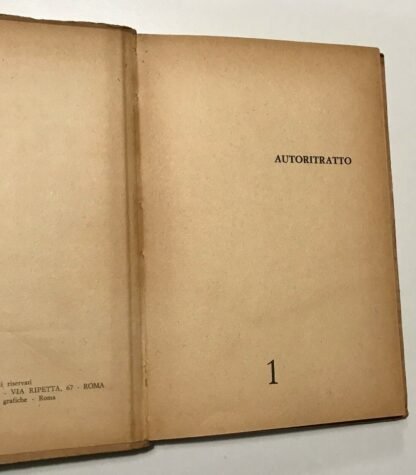 i riservati
- VIA RIPETTA, 67 - ROMA
grafiche - Roma
AUTORITRATTO
1